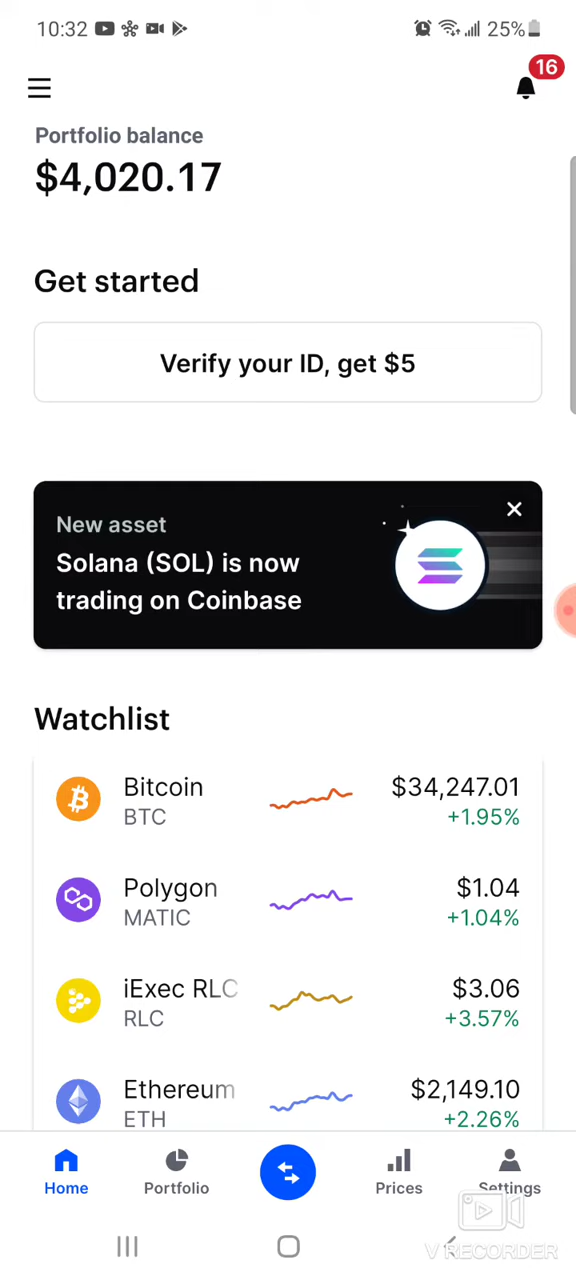 10:32
25%
16
Portfolio balance
$4,020.17
Get started
Verify your ID, get $5
New asset
Solana (SOL) is now
trading on Coinbase
Watchlist
Bitcoin
$34,247.01
BTC
+1.95%
Polygon
$1.04
MATIC
+1.04%
iExec RLC
$3.06
RLC
+3.57%
Ethereum
$2,149.10
ETH
+2.26%
Home
Portfolio
Prices
Settings
V RECORDER